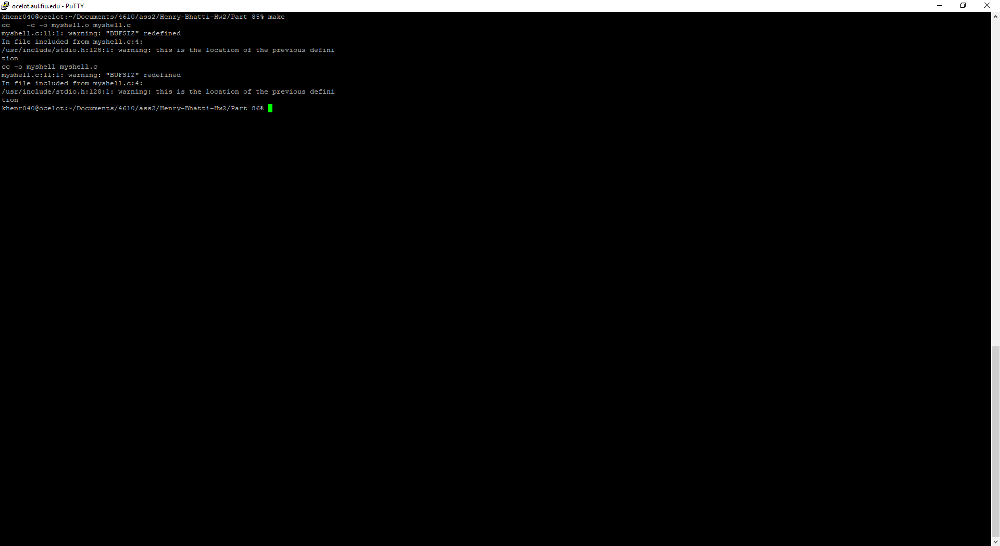 ocelot.aul.fiu.edu - PuTTY
khenr040@ocelot:~/Documents/4610/ass2/Henry-Bhatti-Hw2/Part 85% make
cc    -c -o myshell.o myshell.c
myshell.c:11:1: warning: "BUFSIZ" redefined
In file included from myshell.c:4:
/usr/include/stdio.h:128:1: warning: this is the location of the previous defini
tion
cc -o myshell myshell.c
myshell.c:11:1: warning: "BUFSIZ" redefined
In file included from myshell.c:4:
/usr/include/stdio.h:128:1: warning: this is the location of the previous defini
tion
khenr040@ocelot:~/Documents/4610/ass2/Henry-Bhatti-Hw2/Part 86%